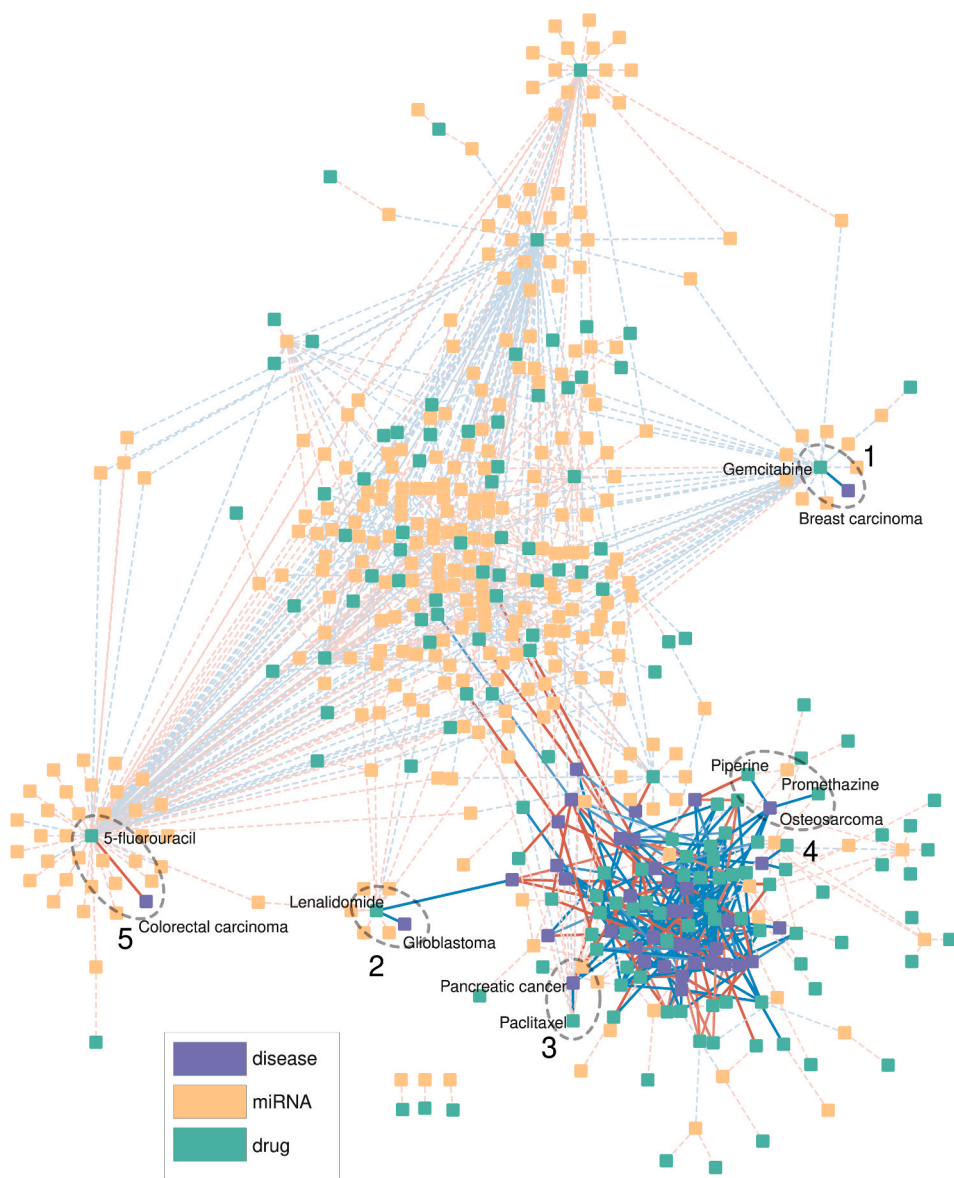 Gemcitabine
1
Breast carcinoma
Piperine
Promethazine
Osteosarcoma
4
5-fluorouracil
Lenalidomide
Colorectal carcinoma
5
Glioblastoma
2
Pancreatic cancer
Paclitaxel
3
disease
miRNA
drug